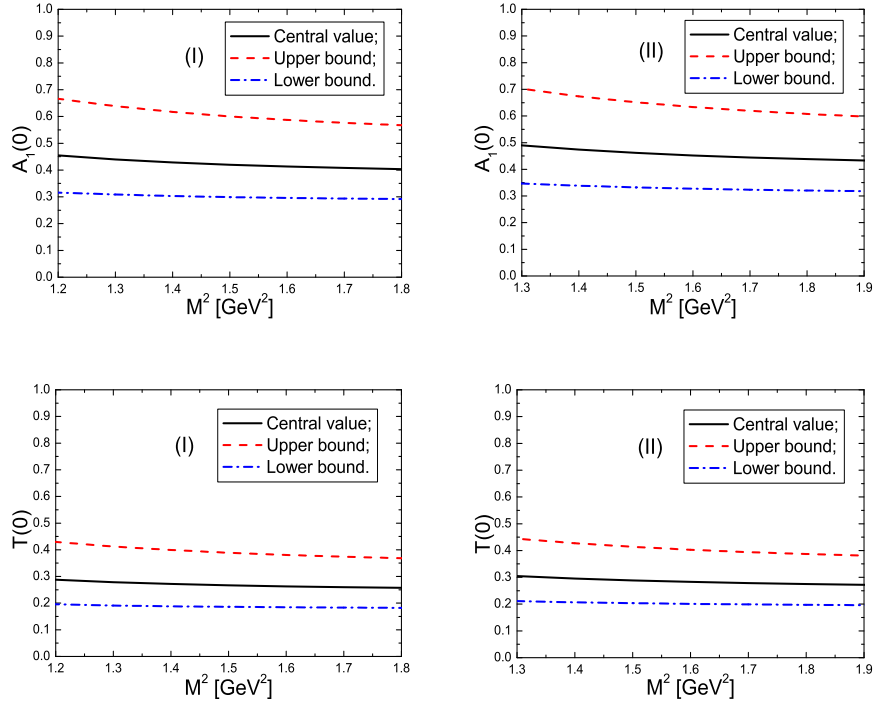 1.0
0.9
0.8
0.7
0.6
0.5
0.4
0.3
0.2
0.1
0.0
A₁(0)
(I)
Central value;
Upper bound;
Lower bound.
1.2 1.3 1.4 1.5 1.6 1.7 1.8
M² [GeV²]
1.0
0.9
0.8
0.7
0.6
0.5
0.4
0.3
0.2
0.1
0.0
A₁(0)
(II)
Central value;
Upper bound;
Lower bound.
1.3 1.4 1.5 1.6 1.7 1.8 1.9
M² [GeV²]
1.0
0.9
0.8
0.7
0.6
0.5
0.4
0.3
0.2
0.1
0.0
T(0)
(I)
Central value;
Upper bound;
Lower bound.
1.2 1.3 1.4 1.5 1.6 1.7 1.8
M² [GeV²]
1.0
0.9
0.8
0.7
0.6
0.5
0.4
0.3
0.2
0.1
0.0
T(0)
(II)
Central value;
Upper bound;
Lower bound.
1.3 1.4 1.5 1.6 1.7 1.8 1.9
M² [GeV²]